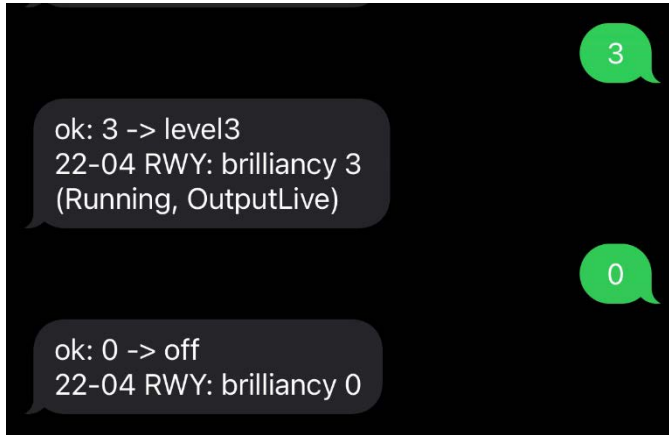 3
ok: 3 -> level3
22-04 RWY: brilliancy 3
(Running, OutputLive)
0
ok: 0 -> off
22-04 RWY: brilliancy 0